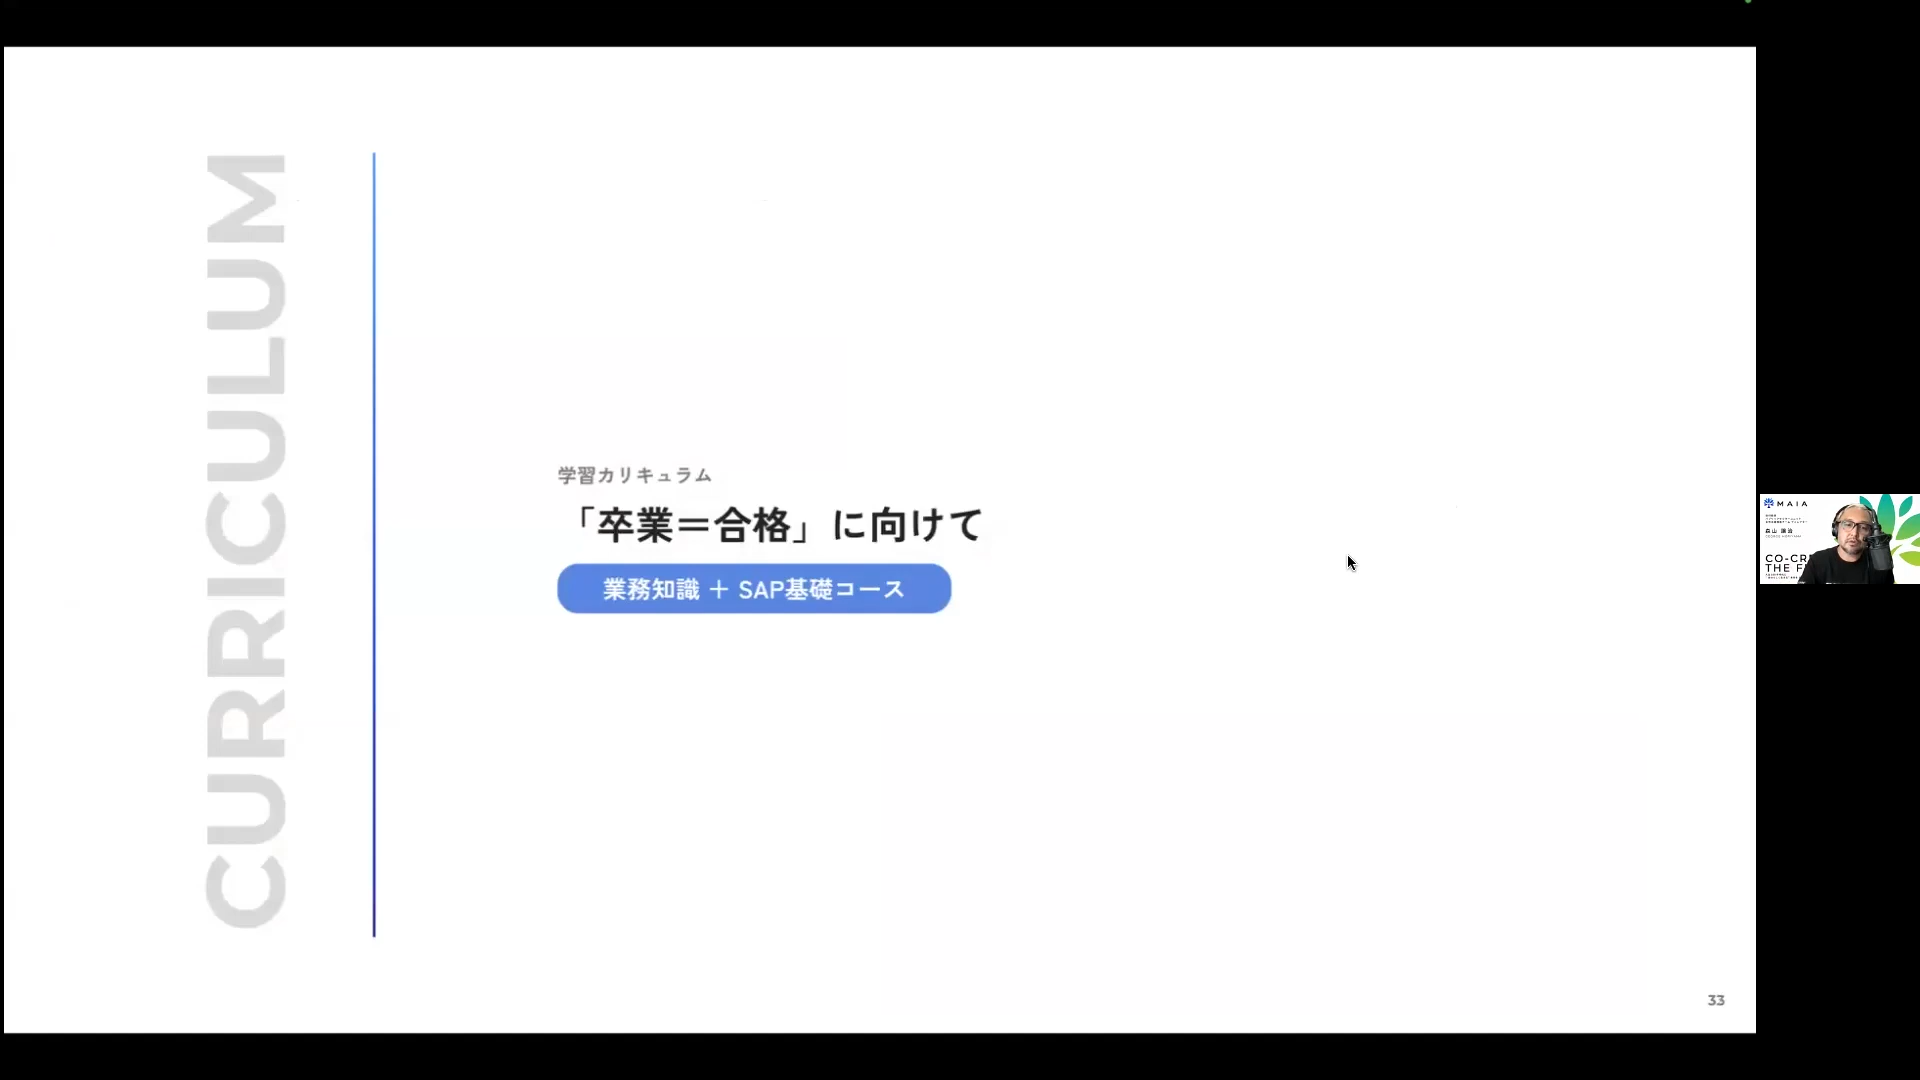 CURRICULUM
学習カリキュラム
「卒業＝合格」に向けて
業務知識 ＋ SAP基礎コース
33
MAIA
CO-CR
THE F